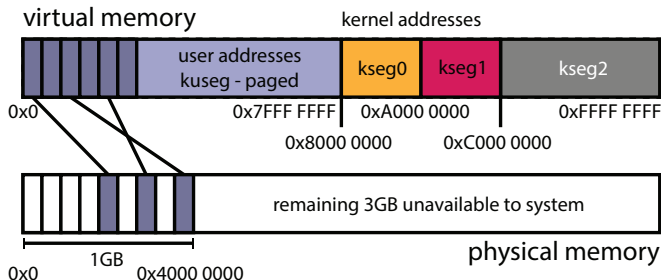 virtual memory
kernel addresses
user addresses
kuseg - paged
kseg0
kseg1
kseg2
0x0
0x7FFF FFFF
0xA000 0000
0xFFFF FFFF
0x8000 0000
0xC000 0000
remaining 3GB unavailable to system
1GB
0x0
0x4000 0000
physical memory